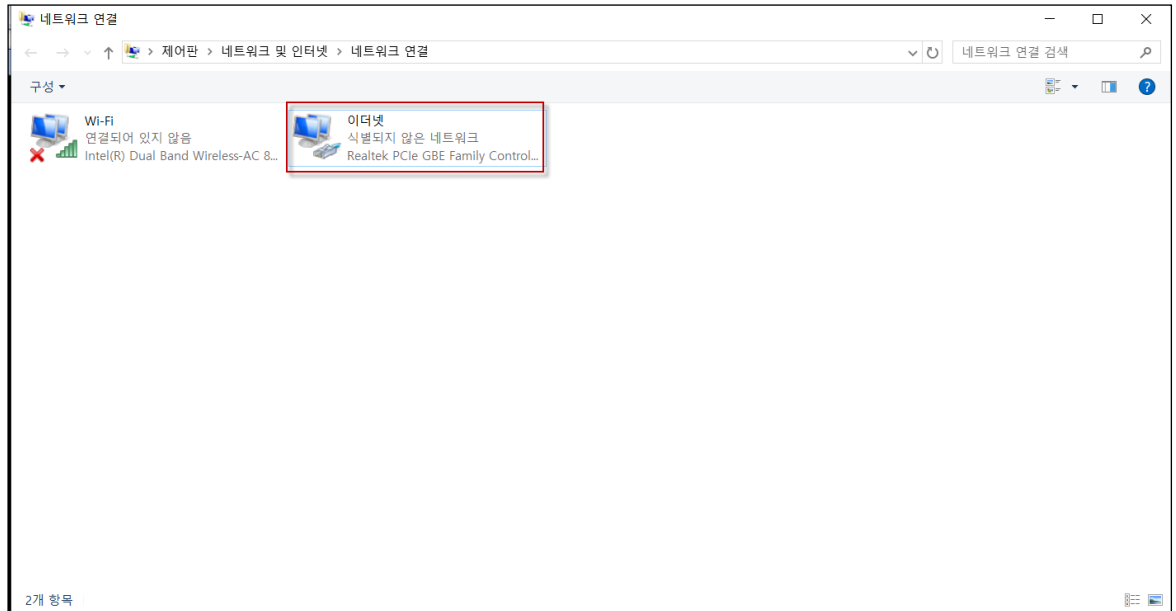 네트워크 연결
제어판 > 네트워크 및 인터넷 > 네트워크 연결
네트워크 연결 검색
구성
Wi-Fi
연결되어 있지 않음
Intel(R) Dual Band Wireless-AC 8...
이더넷
식별되지 않은 네트워크
Realtek PCIe GBE Family Control...
2개 항목